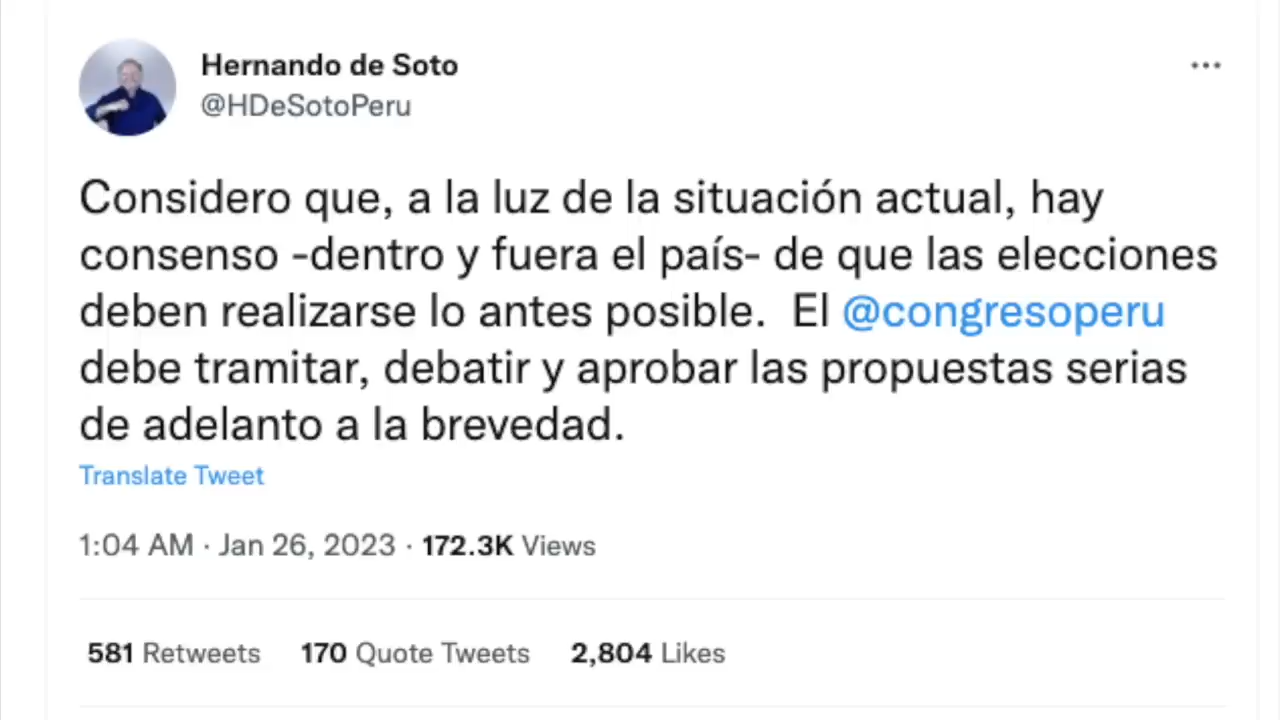 Hernando de Soto
@HDeSotoPeru
Considero que, a la luz de la situación actual, hay
consenso -dentro y fuera el país- de que las elecciones
deben realizarse lo antes posible.  El @congresoperu
debe tramitar, debatir y aprobar las propuestas serias
de adelanto a la brevedad.
Translate Tweet
1:04 AM · Jan 26, 2023 · 172.3K Views
581 Retweets 170 Quote Tweets 2,804 Likes